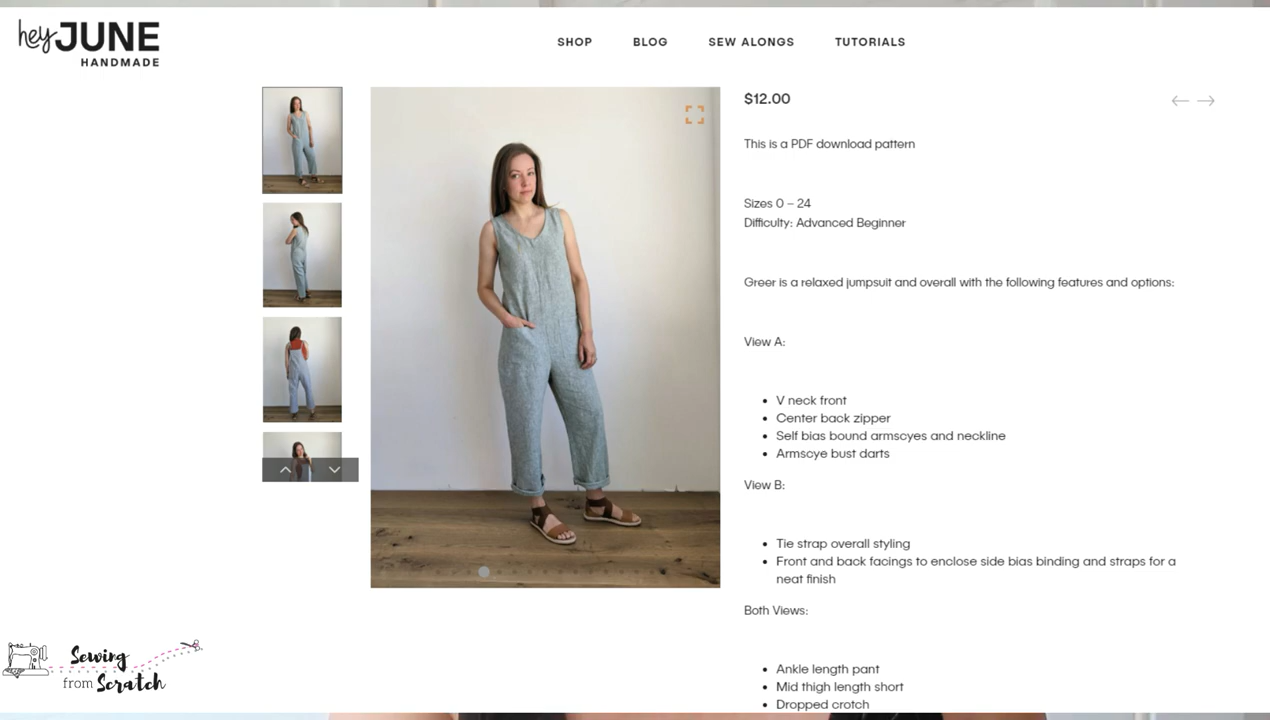 hey JUNE
HANDMADE
SHOP BLOG SEW ALONGS TUTORIALS
$12.00
This is a PDF download pattern
Sizes 0 – 24
Difficulty: Advanced Beginner
Greer is a relaxed jumpsuit and overall with the following features and options:
View A:
• V neck front
• Center back zipper
• Self bias bound armscyes and neckline
• Armscye bust darts
View B:
• Tie strap overall styling
• Front and back facings to enclose side bias binding and straps for a
neat finish
Both Views:
• Ankle length pant
• Mid thigh length short
• Dropped crotch
Sewing
from Scratch